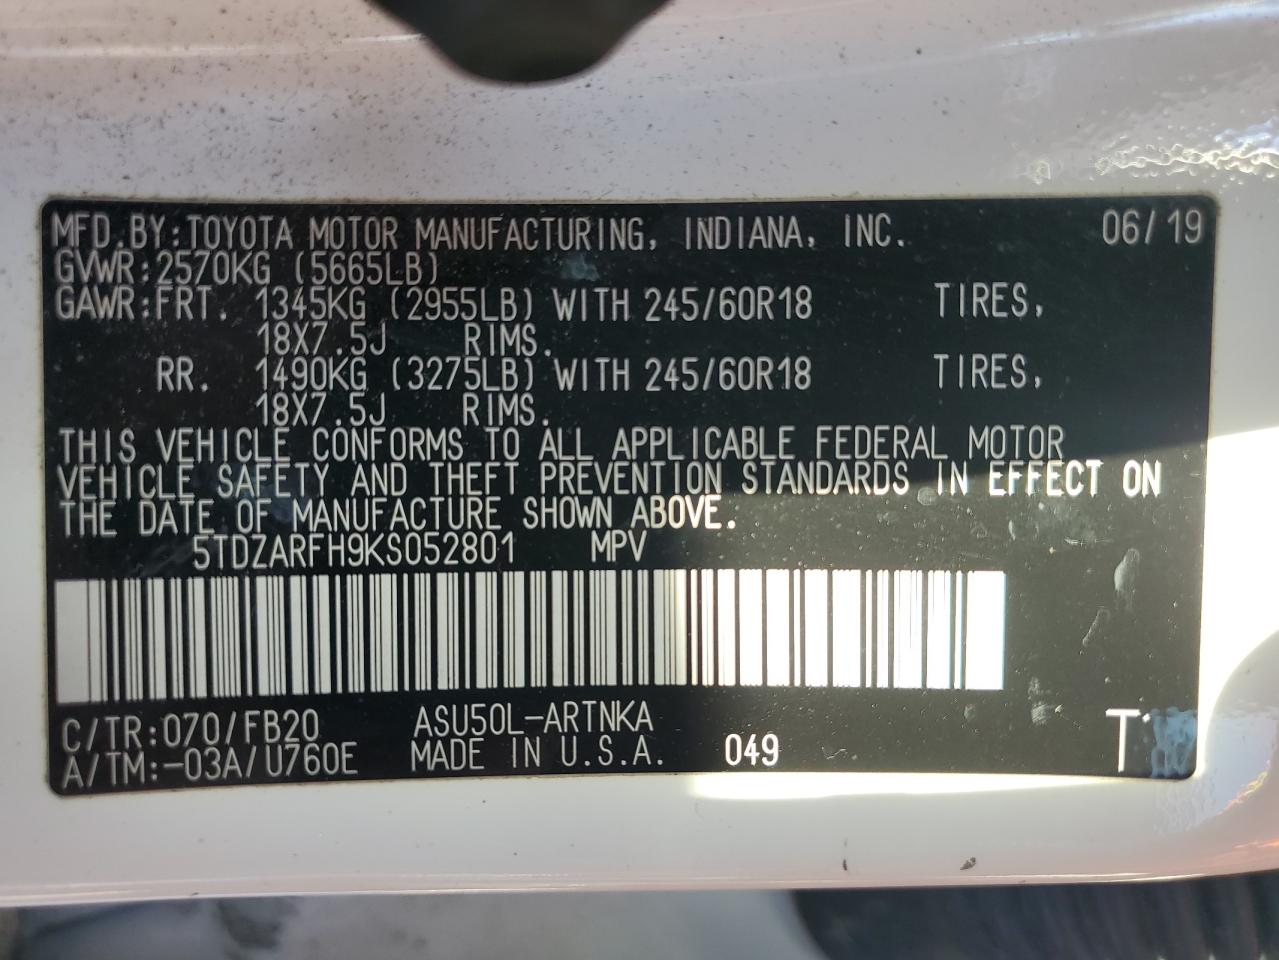 MFD.BY:TOYOTA MOTOR MANUFACTURING, INDIANA, INC. 06/19
GVWR:2570KG (5665LB)
GAWR:FRT. 1345KG (2955LB) WITH 245/60R18 TIRES,
18X7.5J RIMS.
RR. 1490KG (3275LB) WITH 245/60R18 TIRES,
18X7.5J RIMS.
THIS VEHICLE CONFORMS TO ALL APPLICABLE FEDERAL MOTOR
VEHICLE SAFETY AND THEFT PREVENTION STANDARDS IN EFFECT ON
THE DATE OF MANUFACTURE SHOWN ABOVE.
5TDZARFH9KS052801 MPV
C/TR:070/FB20 ASU50L-ARTNKA
A/TM:-03A/U760E MADE IN U.S.A. 049 T1